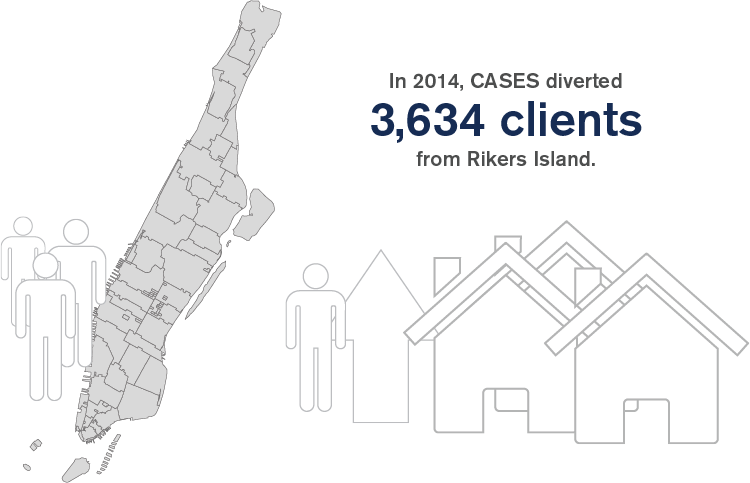 In 2014, CASES diverted
3,634 clients
from Rikers Island.